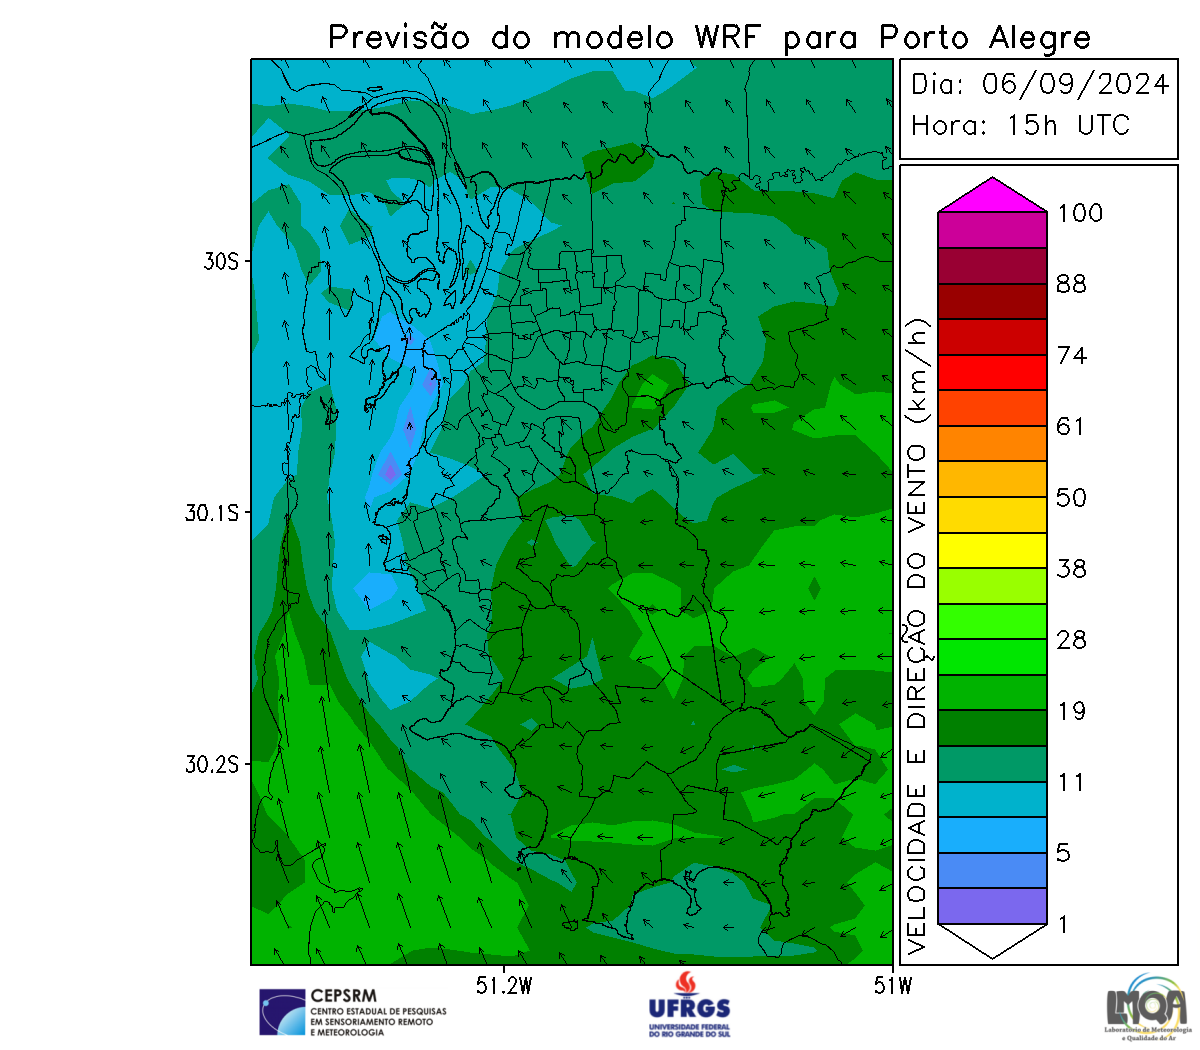 Previsão do modelo WRF para Porto Alegre
Dia: 06/09/2024
Hora: 15h UTC
30S
30.1S
30.2S
51.2W
51W
VELOCIDADE E DIREÇÃO DO VENTO (km/h)
100
88
74
61
50
38
28
19
11
5
1
CEPSRM
CENTRO ESTADUAL DE PESQUISAS
EM SENSORIAMENTO REMOTO
E METEOROLOGIA
UFRGS
UNIVERSIDADE FEDERAL
DO RIO GRANDE DO SUL
LMQA
Laboratório de Meteorologia
e Qualidade do Ar